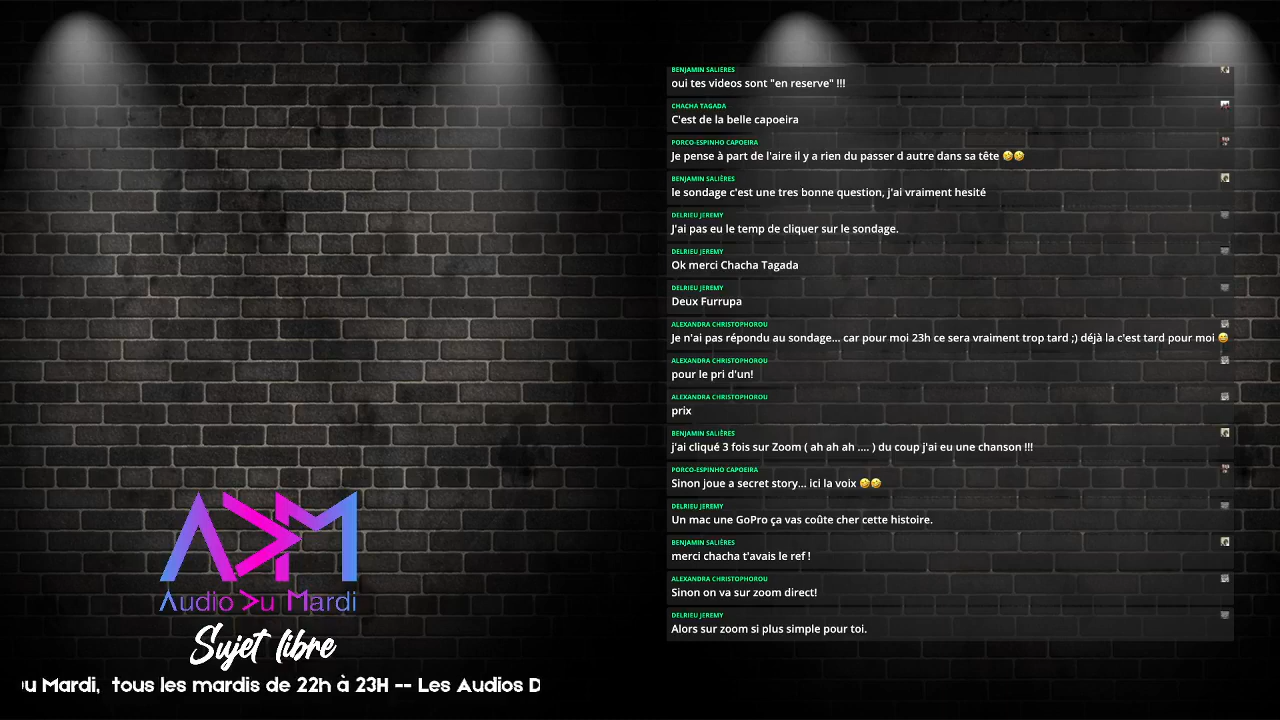 BENJAMIN SALIERES
oui tes videos sont "en reserve" !!!
CHACHA TAGADA
C'est de la belle capoeira
PORCO-ESPINHO CAPOEIRA
Je pense à part de l'aire il y a rien du passer d autre dans sa tête 🤣🤣
BENJAMIN SALIÈRES
le sondage c'est une tres bonne question, j'ai vraiment hesité
DELRIEU JEREMY
J'ai pas eu le temp de cliquer sur le sondage.
DELRIEU JEREMY
Ok merci Chacha Tagada
DELRIEU JEREMY
Deux Furrupa
ALEXANDRA CHRISTOPHOROU
Je n'ai pas répondu au sondage... car pour moi 23h ce sera vraiment trop tard ;) déjà la c'est tard pour moi 😅
ALEXANDRA CHRISTOPHOROU
pour le pri d'un!
ALEXANDRA CHRISTOPHOROU
prix
BENJAMIN SALIÈRES
j'ai cliqué 3 fois sur Zoom ( ah ah ah .... ) du coup j'ai eu une chanson !!!
PORCO-ESPINHO CAPOEIRA
Sinon joue a secret story... ici la voix 🤣🤣
DELRIEU JEREMY
Un mac une GoPro ça vas coûte cher cette histoire.
BENJAMIN SALIÈRES
merci chacha t'avais le ref !
ALEXANDRA CHRISTOPHOROU
Sinon on va sur zoom direct!
DELRIEU JEREMY
Alors sur zoom si plus simple pour toi.
ADM
Audio Du Mardi
Sujet libre
u Mardi, tous les mardis de 22h à 23H -- Les Audios D